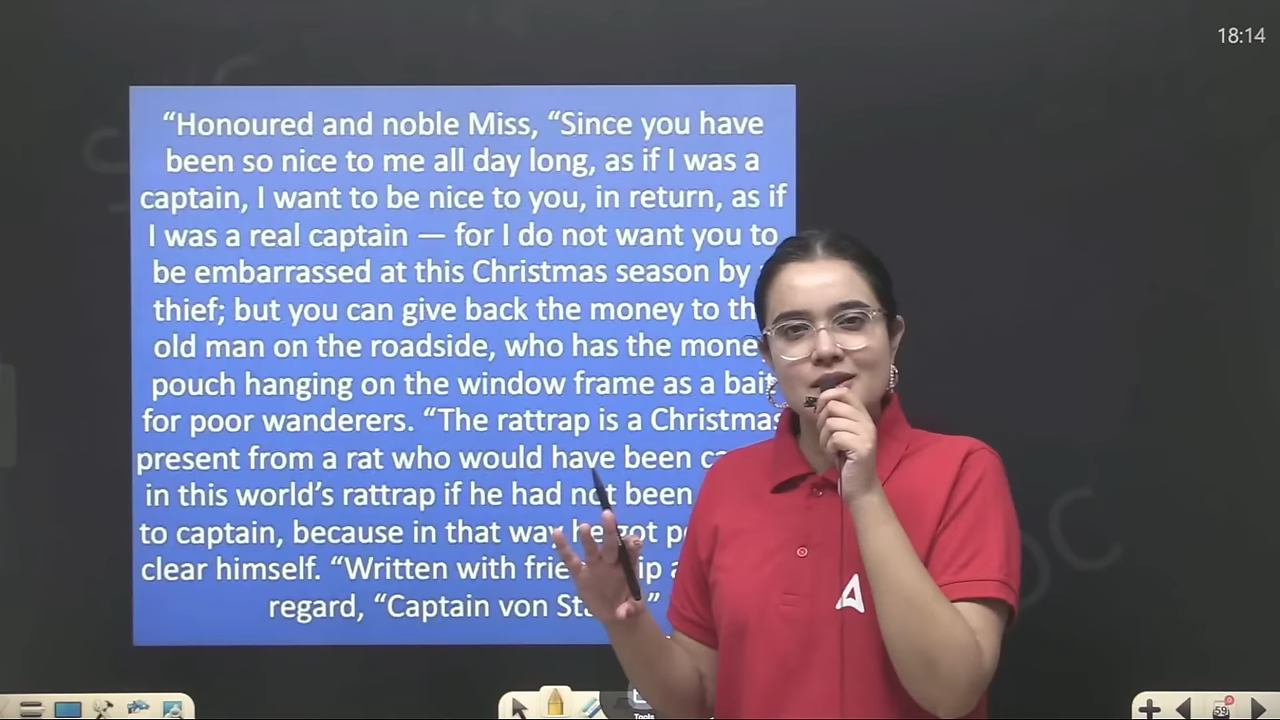 18:14
“Honoured and noble Miss, “Since you have
been so nice to me all day long, as if I was a
captain, I want to be nice to you, in return, as if
I was a real captain — for I do not want you to
be embarrassed at this Christmas season by
thief; but you can give back the money to
old man on the roadside, who has the
pouch hanging on the window frame as a bait
for poor wanderers. “The rattrap is a Christmas
present from a rat who would have been
in this world’s rattrap if he had not been
to captain, because in that way he got
clear himself. “Written with
regard, “Captain von
Tools
59